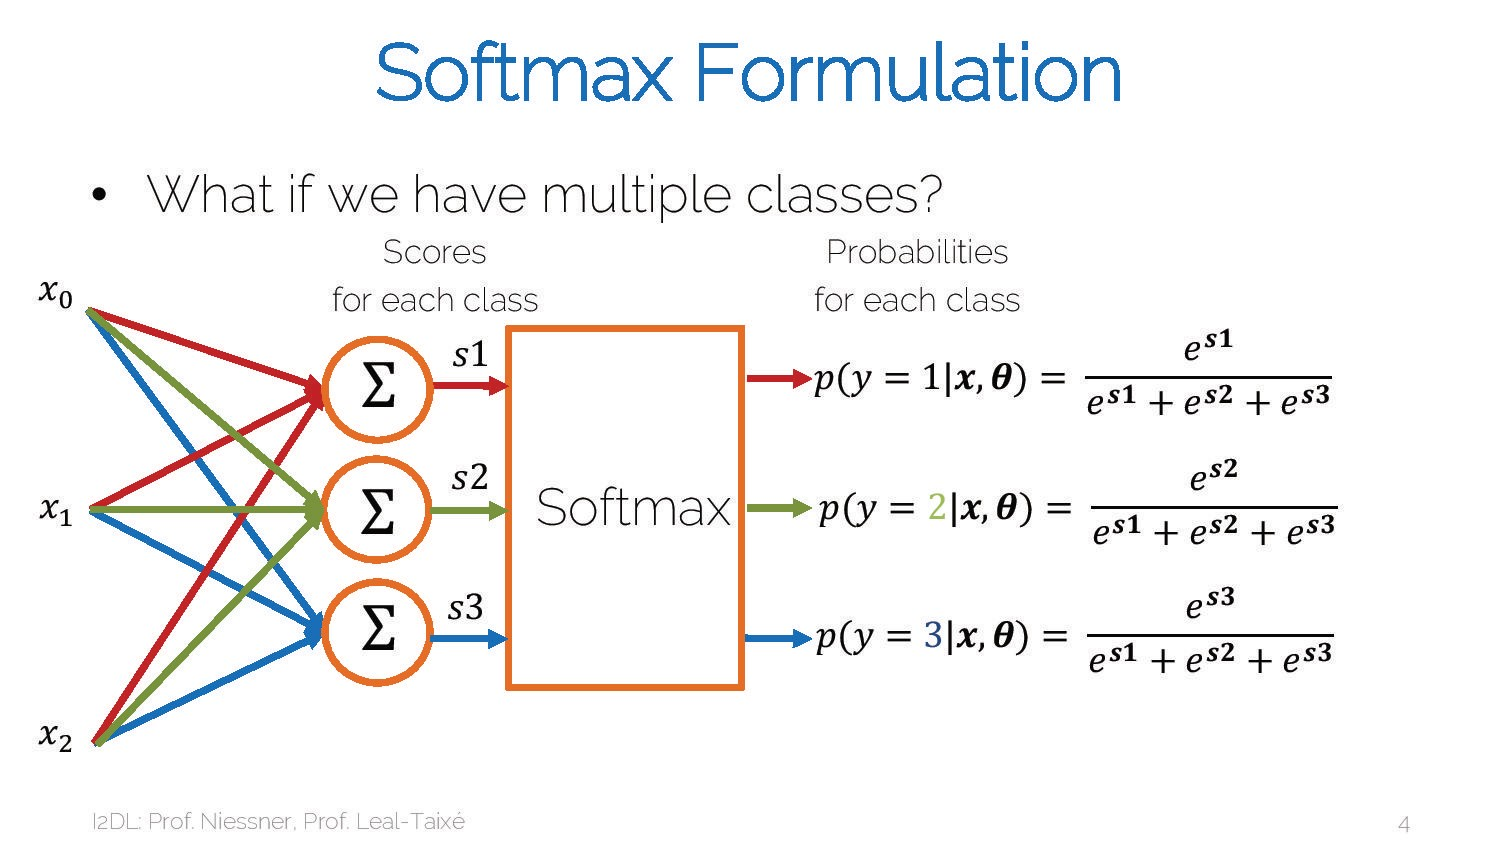 Softmax Formulation
• What if we have multiple classes?
Scores
for each class
Probabilities
for each class
x₀
x₁
x₂
Σ
Σ
Σ
s1
s2
s3
Softmax
p(y = 1|x, θ) = e^s1 / (e^s1 + e^s2 + e^s3)
p(y = 2|x, θ) = e^s2 / (e^s1 + e^s2 + e^s3)
p(y = 3|x, θ) = e^s3 / (e^s1 + e^s2 + e^s3)
I2DL: Prof. Niessner, Prof. Leal-Taixé
4